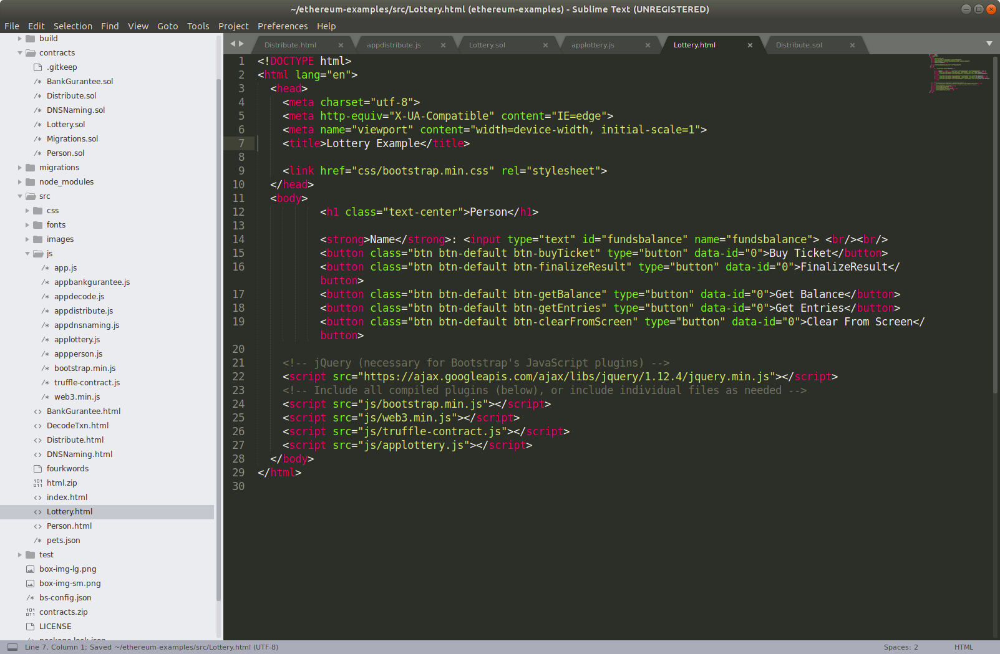 ~/ethereum-examples/src/Lottery.html (ethereum-examples) - Sublime Text (UNREGISTERED)
File Edit Selection Find View Goto Tools Project Preferences Help
build
contracts
.gitkeep
/* BankGurantee.sol
/* Distribute.sol
/* DNSNaming.sol
/* Lottery.sol
/* Migrations.sol
/* Person.sol
migrations
node_modules
src
css
fonts
images
js
/* app.js
/* appbankgurantee.js
/* appdecode.js
/* appdistribute.js
/* appdnsnaming.js
/* applottery.js
/* appperson.js
/* bootstrap.min.js
/* truffle-contract.js
/* web3.min.js
<> BankGurantee.html
<> DecodeTxn.html
<> Distribute.html
<> DNSNaming.html
fourkwords
html.zip
<> index.html
<> Lottery.html
<> Person.html
/* pets.json
test
box-img-lg.png
box-img-sm.png
/* bs-config.json
contracts.zip
LICENSE
package-lock.json
Distribute.html × appdistribute.js × Lottery.sol × applottery.js × Lottery.html × Distribute.sol ×
1 <!DOCTYPE html>
2 <html lang="en">
3 <head>
4 <meta charset="utf-8">
5 <meta http-equiv="X-UA-Compatible" content="IE=edge">
6 <meta name="viewport" content="width=device-width, initial-scale=1">
7 <title>Lottery Example</title>
8
9 <link href="css/bootstrap.min.css" rel="stylesheet">
10 </head>
11 <body>
12 <h1 class="text-center">Person</h1>
13
14 <strong>Name</strong>: <input type="text" id="fundsbalance" name="fundsbalance"> <br/><br/>
15 <button class="btn btn-default btn-buyTicket" type="button" data-id="0">Buy Ticket</button>
16 <button class="btn btn-default btn-finalizeResult" type="button" data-id="0">FinalizeResult</
button>
17 <button class="btn btn-default btn-getBalance" type="button" data-id="0">Get Balance</button>
18 <button class="btn btn-default btn-getEntries" type="button" data-id="0">Get Entries</button>
19 <button class="btn btn-default btn-clearFromScreen" type="button" data-id="0">Clear From Screen</
button>
20
21 <!-- jQuery (necessary for Bootstrap's JavaScript plugins) -->
22 <script src="https://ajax.googleapis.com/ajax/libs/jquery/1.12.4/jquery.min.js"></script>
23 <!-- Include all compiled plugins (below), or include individual files as needed -->
24 <script src="js/bootstrap.min.js"></script>
25 <script src="js/web3.min.js"></script>
26 <script src="js/truffle-contract.js"></script>
27 <script src="js/applottery.js"></script>
28 </body>
29 </html>
30
Line 7, Column 1; Saved ~/ethereum-examples/src/Lottery.html (UTF-8)
Spaces: 2 HTML